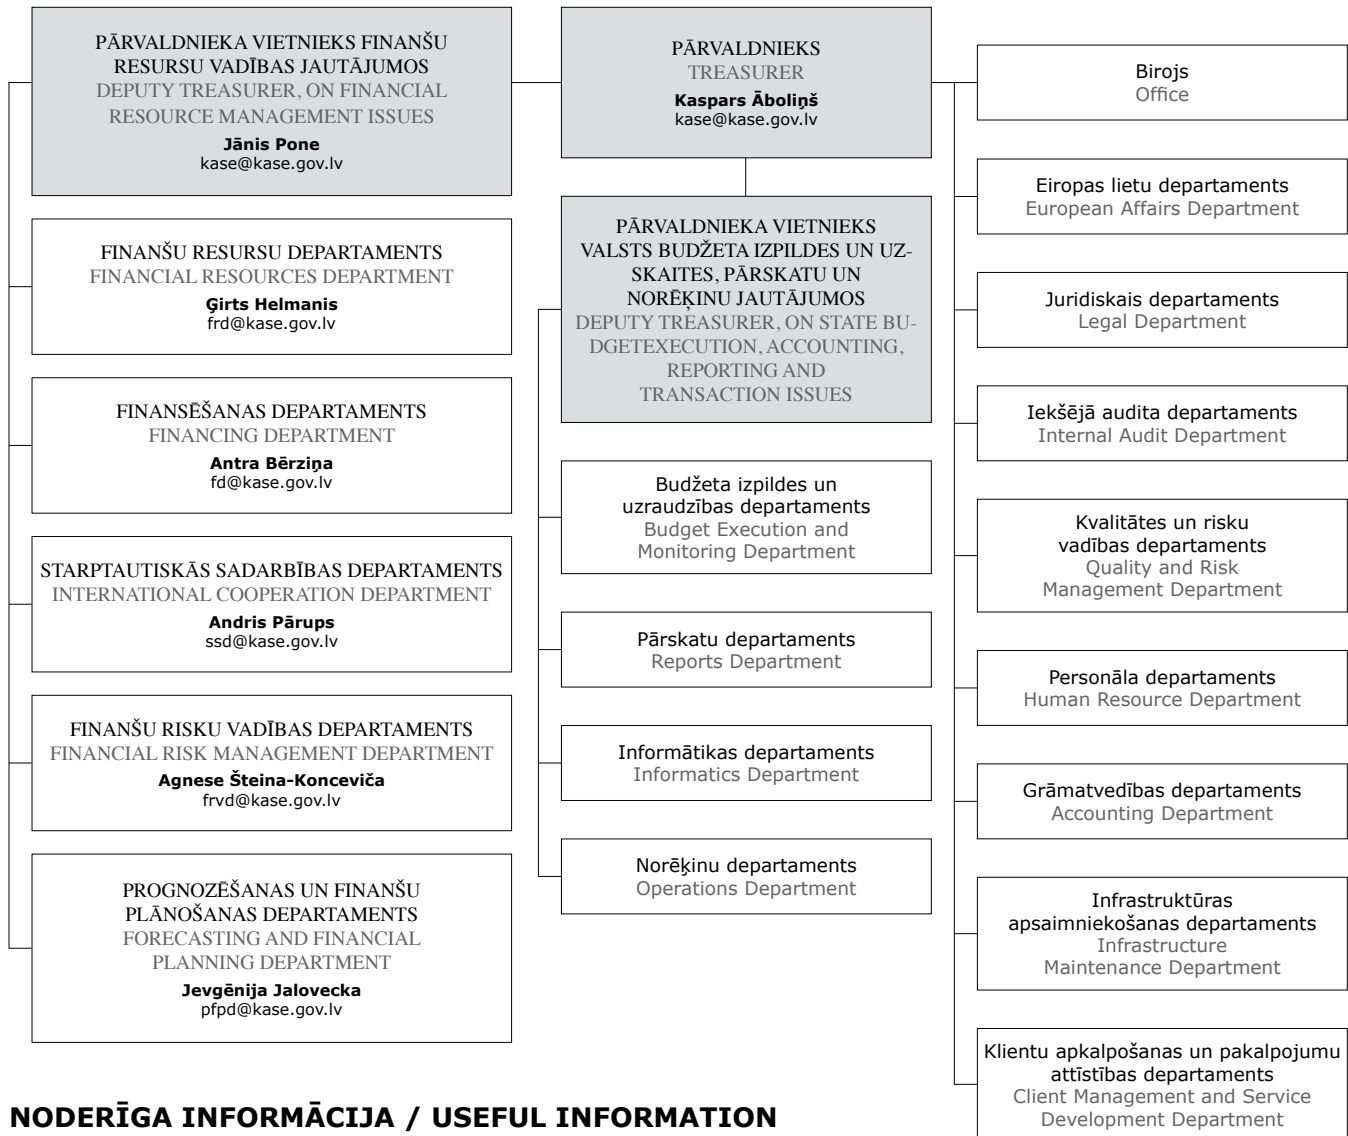 PĀRVALDNIEKA VIETNIEKS FINANŠU
RESURSU VADĪBAS JAUTĀJUMOS
DEPUTY TREASURER, ON FINANCIAL
RESOURCE MANAGEMENT ISSUES
Jānis Pone
kase@kase.gov.lv
FINANŠU RESURSU DEPARTAMENTS
FINANCIAL RESOURCES DEPARTMENT
Ģirts Helmanis
frd@kase.gov.lv
FINANSĒŠANAS DEPARTAMENTS
FINANCING DEPARTMENT
Antra Bērziņa
fd@kase.gov.lv
STARPTAUTISKĀS SADARBĪBAS DEPARTAMENTS
INTERNATIONAL COOPERATION DEPARTMENT
Andris Pārups
ssd@kase.gov.lv
FINANŠU RISKU VADĪBAS DEPARTAMENTS
FINANCIAL RISK MANAGEMENT DEPARTMENT
Agnese Šteina-Konceviča
frvd@kase.gov.lv
PROGNOZĒŠANAS UN FINANŠU
PLĀNOŠANAS DEPARTAMENTS
FORECASTING AND FINANCIAL
PLANNING DEPARTMENT
Jevgēnija Jalovecka
pfpd@kase.gov.lv
PĀRVALDNIEKS
TREASURER
Kaspars Āboliņš
kase@kase.gov.lv
PĀRVALDNIEKA VIETNIEKS
VALSTS BUDŽETA IZPILDES UN UZ-
SKAITES, PĀRSKATU UN
NORĒĶINU JAUTĀJUMOS
DEPUTY TREASURER, ON STATE BU-
DGETEXECUTION, ACCOUNTING,
REPORTING AND
TRANSACTION ISSUES
Budžeta izpildes un
uzraudzības departaments
Budget Execution and
Monitoring Department
Pārskatu departaments
Reports Department
Informātikas departaments
Informatics Department
Norēķinu departaments
Operations Department
Birojs
Office
Eiropas lietu departaments
European Affairs Department
Juridiskais departaments
Legal Department
Iekšējā audita departaments
Internal Audit Department
Kvalitātes un risku
vadības departaments
Quality and Risk
Management Department
Personāla departaments
Human Resource Department
Grāmatvedības departaments
Accounting Department
Infrastruktūras
apsaimniekošanas departaments
Infrastructure
Maintenance Department
Klientu apkalpošanas un pakalpojumu
attīstības departaments
Client Management and Service
Development Department
NODERĪGA INFORMĀCIJA / USEFUL INFORMATION